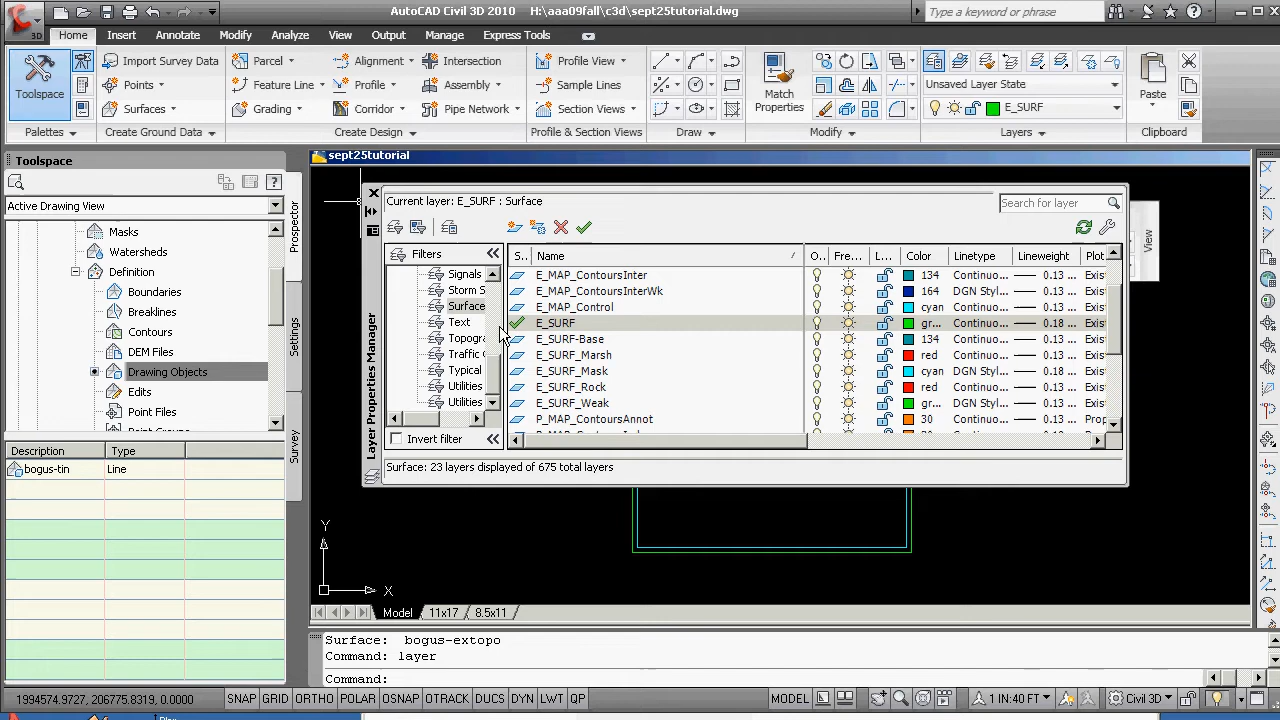 AutoCAD Civil 3D 2010 H:\aaa09fall\c3d\sept25tutorial.dwg
Type a keyword or phrase
3D
Home Insert Annotate Modify Analyze View Output Manage Express Tools
Toolspace
Import Survey Data
Points
Surfaces
Parcel
Feature Line
Grading
Alignment
Profile
Corridor
Intersection
Assembly
Pipe Network
Profile View
Sample Lines
Section Views
Match Properties
Unsaved Layer State
E_SURF
Paste
Palettes Create Ground Data Create Design Profile & Section Views Draw Modify Layers Clipboard
Toolspace
Active Drawing View
Masks
Watersheds
Definition
Boundaries
Breaklines
Contours
DEM Files
Drawing Objects
Edits
Point Files
Prospector
Settings
Survey
Description Type
bogus-tin Line
sept25tutorial
Current layer: E_SURF : Surface
Search for layer
Layer Properties Manager
Filters
Signals
Storm S
Surface
Text
Topogra
Traffic
Typical
Utilities
Utilities
Invert filter
S.. Name O.. Fre... L... Color Linetype Lineweight Plot
E_MAP_ContoursInter 134 Continuo... 0.13 ... Exis
E_MAP_ContoursInterWk 164 DGN Styl... 0.13 ... Exis
E_MAP_Control cyan Continuo... 0.13 ... Exis
E_SURF gr... Continuo... 0.18 ... Exis
E_SURF-Base 134 Continuo... 0.13 ... Exis
E_SURF_Marsh red Continuo... 0.13 ... Exis
E_SURF_Mask cyan DGN Styl... 0.18 ... Exis
E_SURF_Rock red Continuo... 0.13 ... Exis
E_SURF_Weak gr... DGN Styl... 0.13 ... Exis
P_MAP_ContoursAnnot 30 Continuo... 0.13 ... Prop
Surface: 23 layers displayed of 675 total layers
View
Y
X
Model 11x17 8.5x11
Surface: bogus-extopo
Command: layer
Command:
1994574.9727, 206775.8319, 0.0000 SNAP GRID ORTHO POLAR OSNAP OTRACK DUCS DYN LWT QP MODEL 1 IN:40 FT Civil 3D